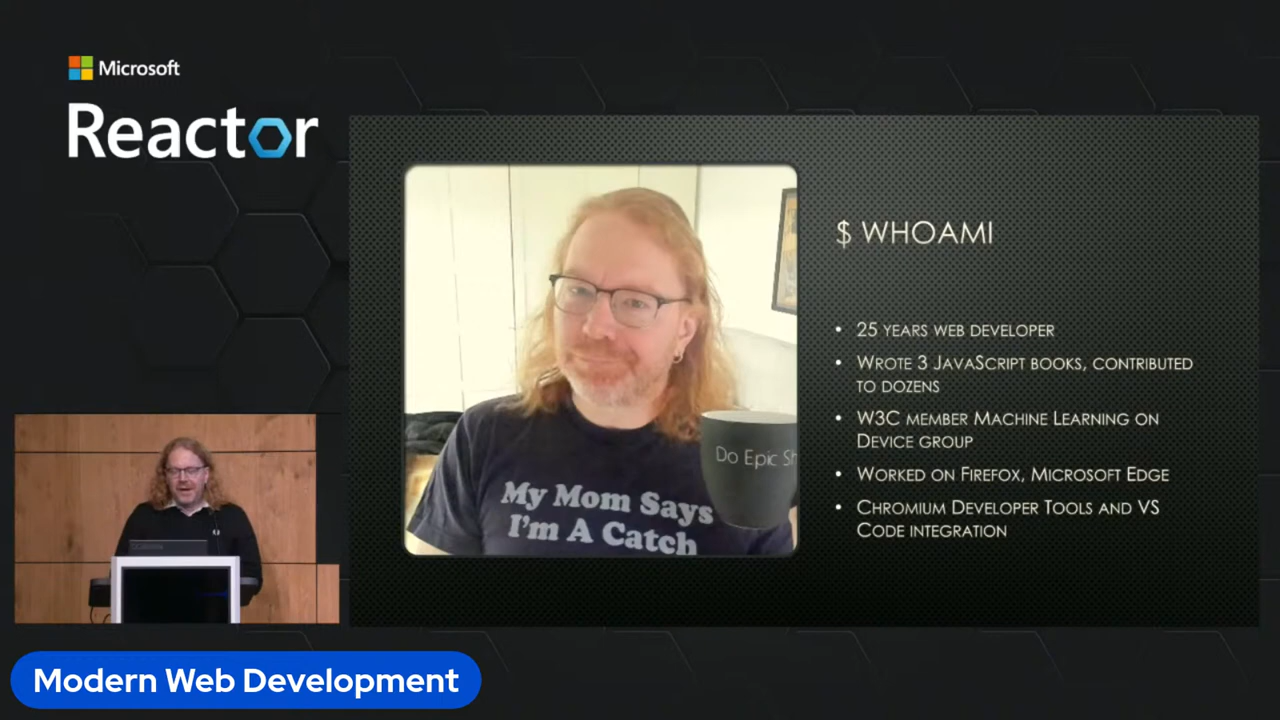 Microsoft
Reactor
$ WHOAMI
• 25 YEARS WEB DEVELOPER
• WROTE 3 JAVASCRIPT BOOKS, CONTRIBUTED
TO DOZENS
• W3C MEMBER MACHINE LEARNING ON
DEVICE GROUP
• WORKED ON FIREFOX, MICROSOFT EDGE
• CHROMIUM DEVELOPER TOOLS AND VS
CODE INTEGRATION
Do Epic Sh
My Mom Says
I'm A Catch
Modern Web Development